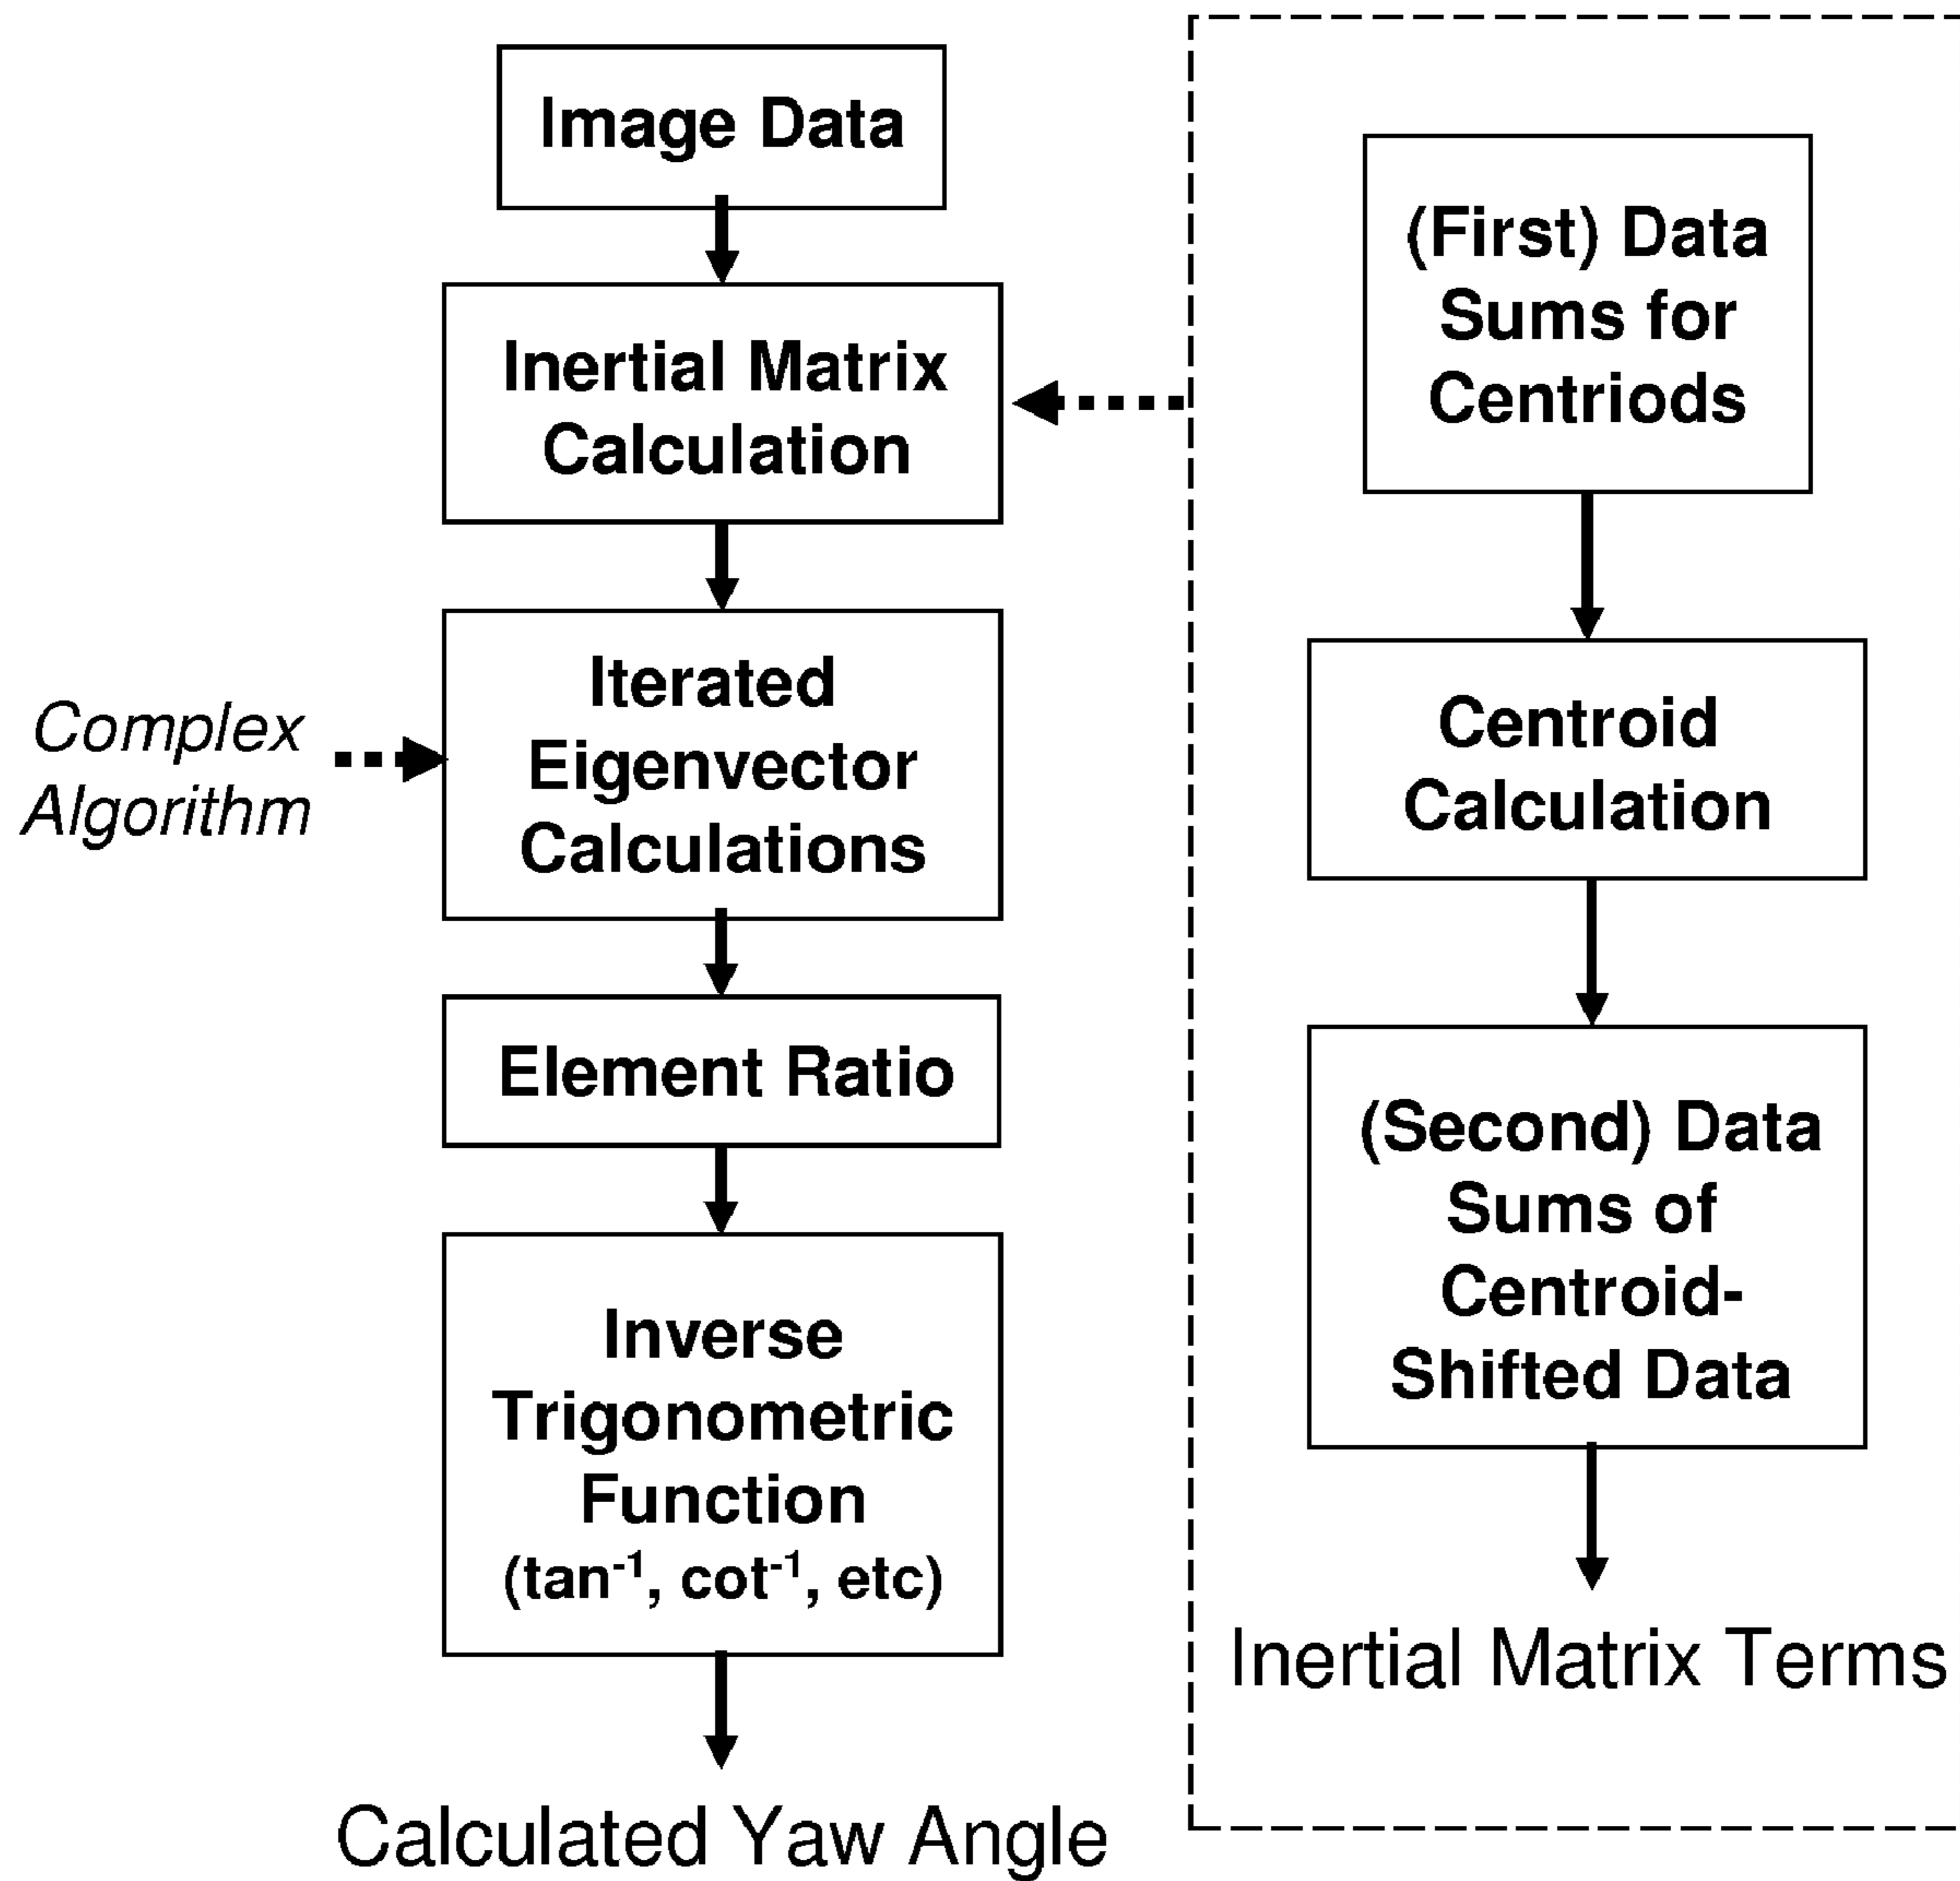 Image Data
Inertial Matrix
Calculation
Complex
Algorithm
Iterated
Eigenvector
Calculations
Element Ratio
Inverse
Trigonometric
Function
(tan⁻¹, cot⁻¹, etc)
Calculated Yaw Angle
(First) Data
Sums for
Centriods
Centroid
Calculation
(Second) Data
Sums of
Centroid-
Shifted Data
Inertial Matrix Terms